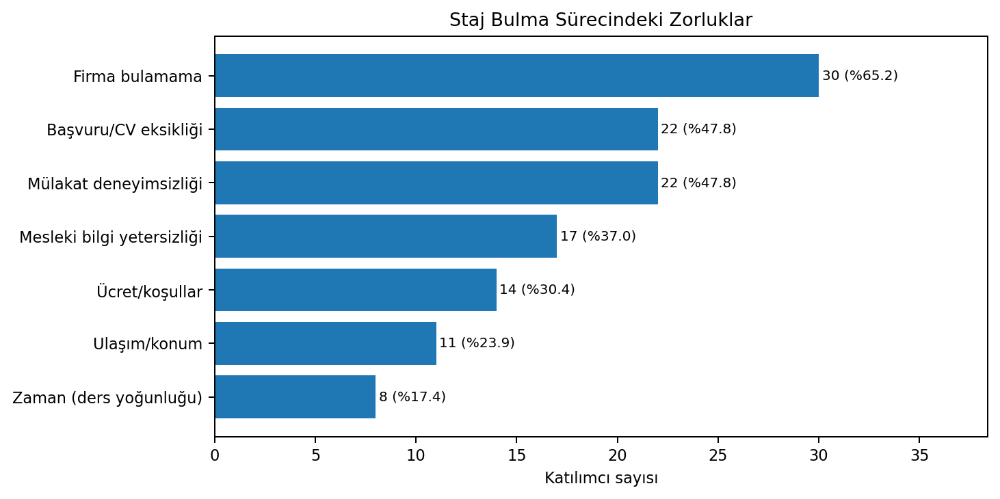 Staj Bulma Sürecindeki Zorluklar
Firma bulamama 30 (%65.2)
Başvuru/CV eksikliği 22 (%47.8)
Mülakat deneyimsizliği 22 (%47.8)
Mesleki bilgi yetersizliği 17 (%37.0)
Ücret/koşullar 14 (%30.4)
Ulaşım/konum 11 (%23.9)
Zaman (ders yoğunluğu) 8 (%17.4)
0 5 10 15 20 25 30 35
Katılımcı sayısı